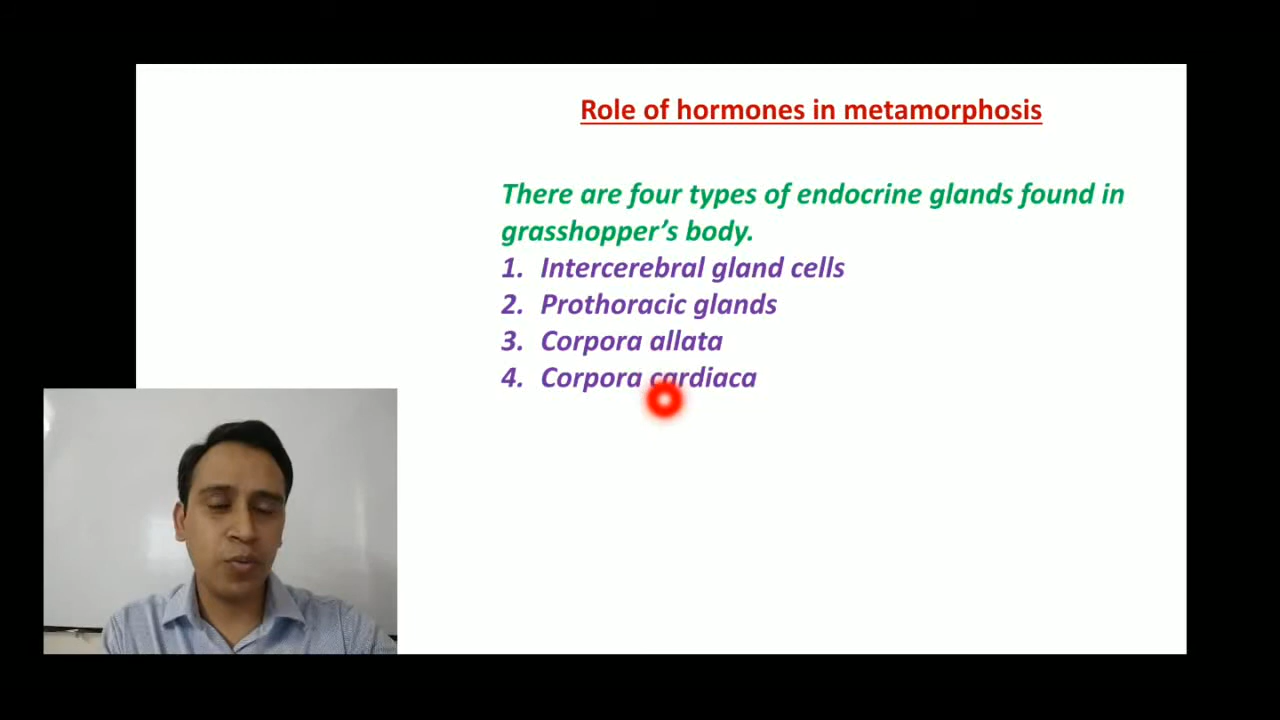 Role of hormones in metamorphosis
There are four types of endocrine glands found in
grasshopper’s body.
1. Intercerebral gland cells
2. Prothoracic glands
3. Corpora allata
4. Corpora cardiaca